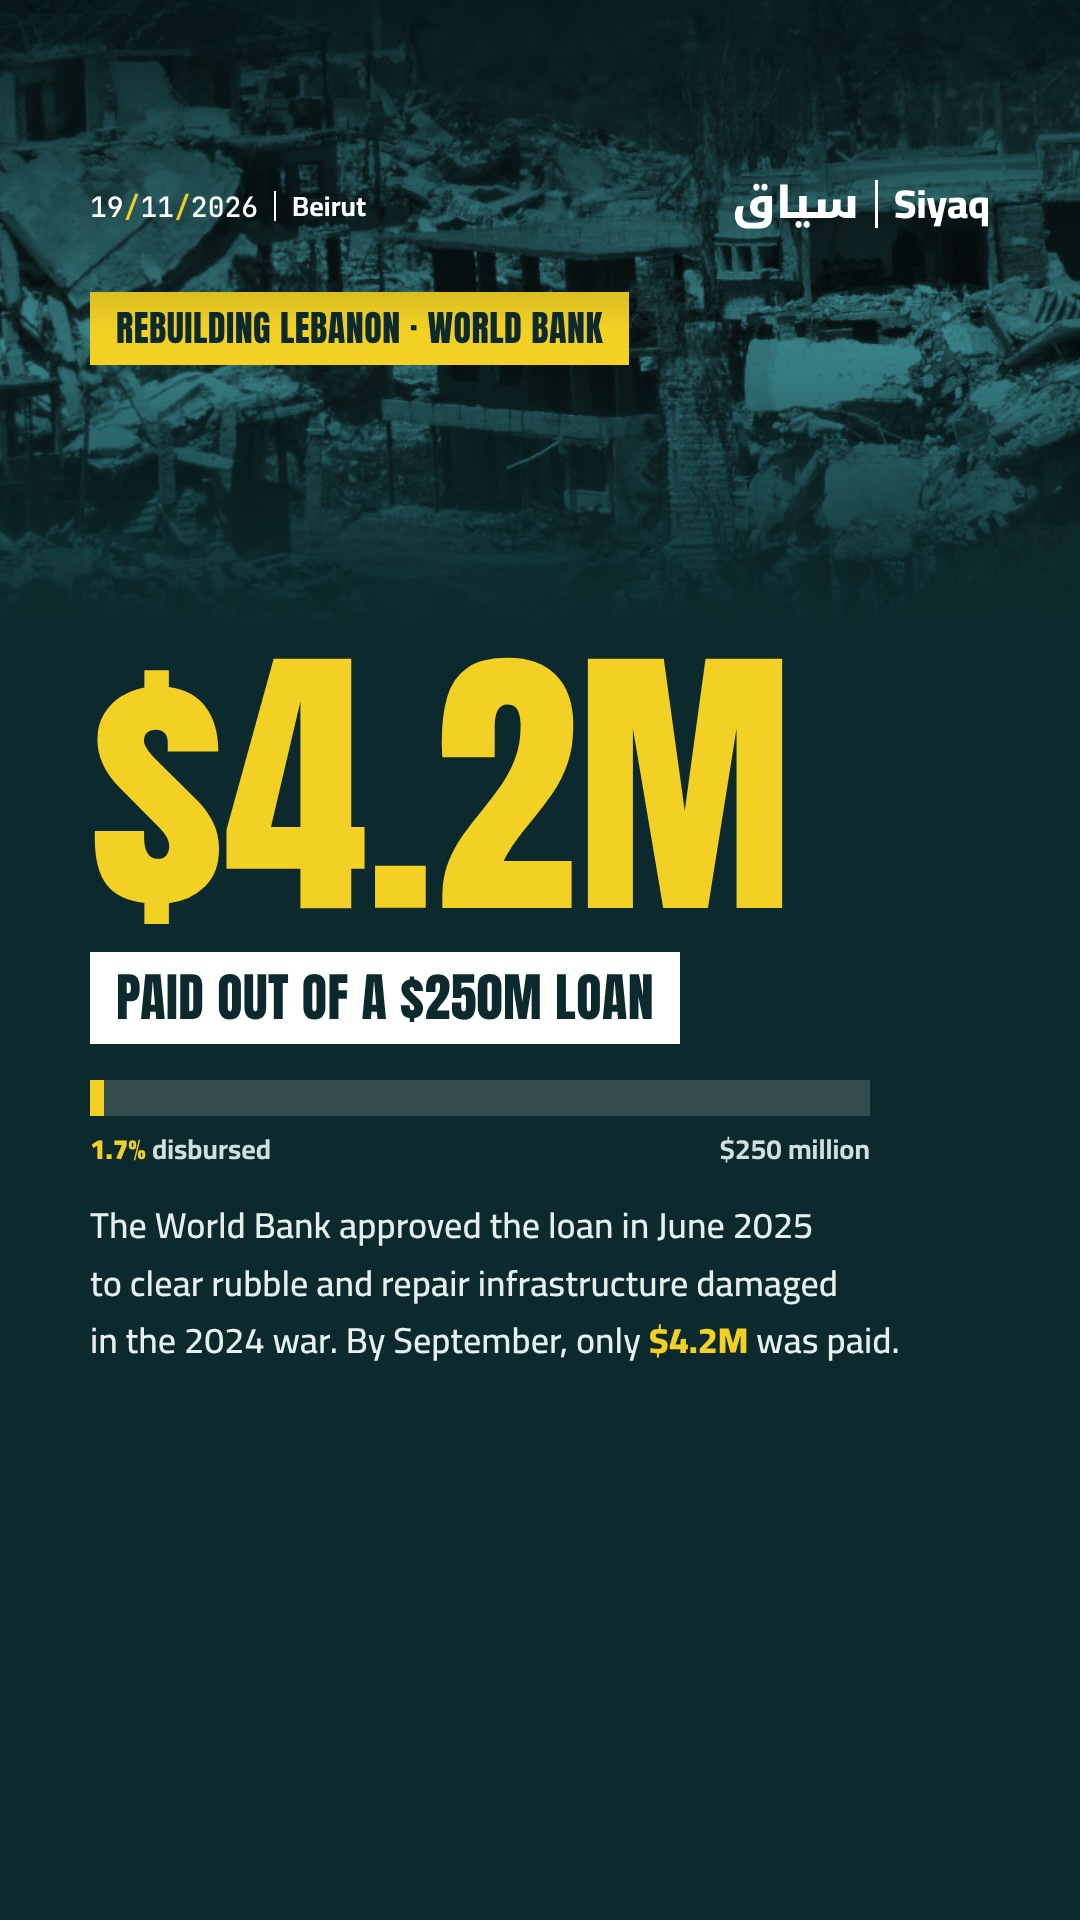 19/11/2026 | Beirut
سياق | Siyaq
REBUILDING LEBANON · WORLD BANK
$4.2M
PAID OUT OF A $250M LOAN
1.7% disbursed
$250 million
The World Bank approved the loan in June 2025
to clear rubble and repair infrastructure damaged
in the 2024 war. By September, only $4.2M was paid.